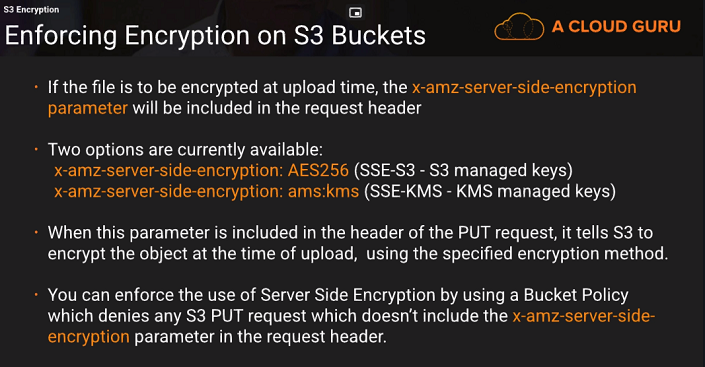 S3 Encryption
Enforcing Encryption on S3 Buckets
A CLOUD GURU
• If the file is to be encrypted at upload time, the x-amz-server-side-encryption
parameter will be included in the request header
• Two options are currently available:
x-amz-server-side-encryption: AES256 (SSE-S3 - S3 managed keys)
x-amz-server-side-encryption: ams:kms (SSE-KMS - KMS managed keys)
• When this parameter is included in the header of the PUT request, it tells S3 to
encrypt the object at the time of upload, using the specified encryption method.
• You can enforce the use of Server Side Encryption by using a Bucket Policy
which denies any S3 PUT request which doesn’t include the x-amz-server-side-
encryption parameter in the request header.